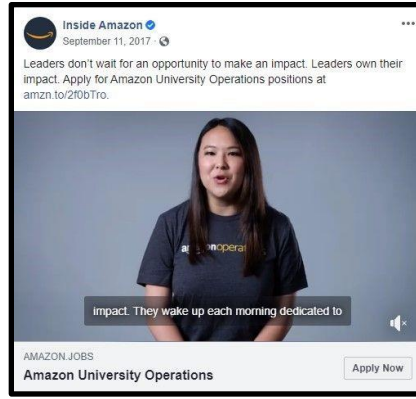 Inside Amazon
September 11, 2017 ·
Leaders don't wait for an opportunity to make an impact. Leaders own their
impact. Apply for Amazon University Operations positions at
amzn.to/2f0bTro.
amazonoperat
impact. They wake up each morning dedicated to
AMAZON.JOBS
Amazon University Operations
Apply Now